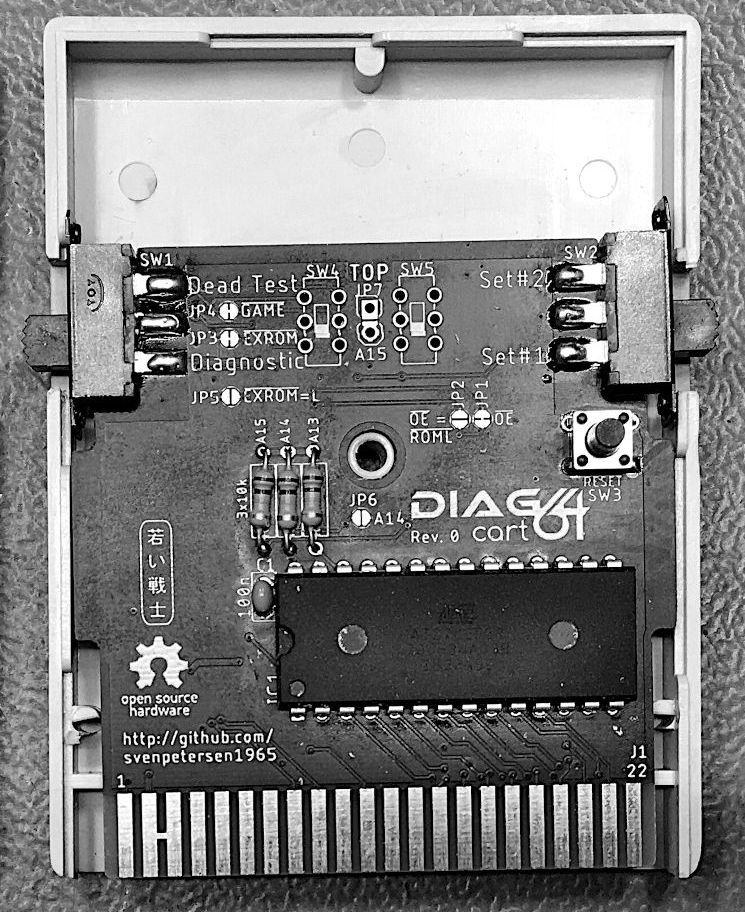 SW1
Dead Test
SW4
TOP
SW5
Set#2
SW2
JP7
JP4
GAME
JP3
EXROM
Diagnostic
A15
Set#1
JP5
EXROM=L
JP2
JP1
OE =
ROML
OE
A15
A14
A13
3x10k
JP6
A14
RESET
SW3
DIAG64
Rev. 0
cart
若い戦士
C1
100n
IC1
open source
hardware
http://github.com/
svenpetersen1965
J1
1
22